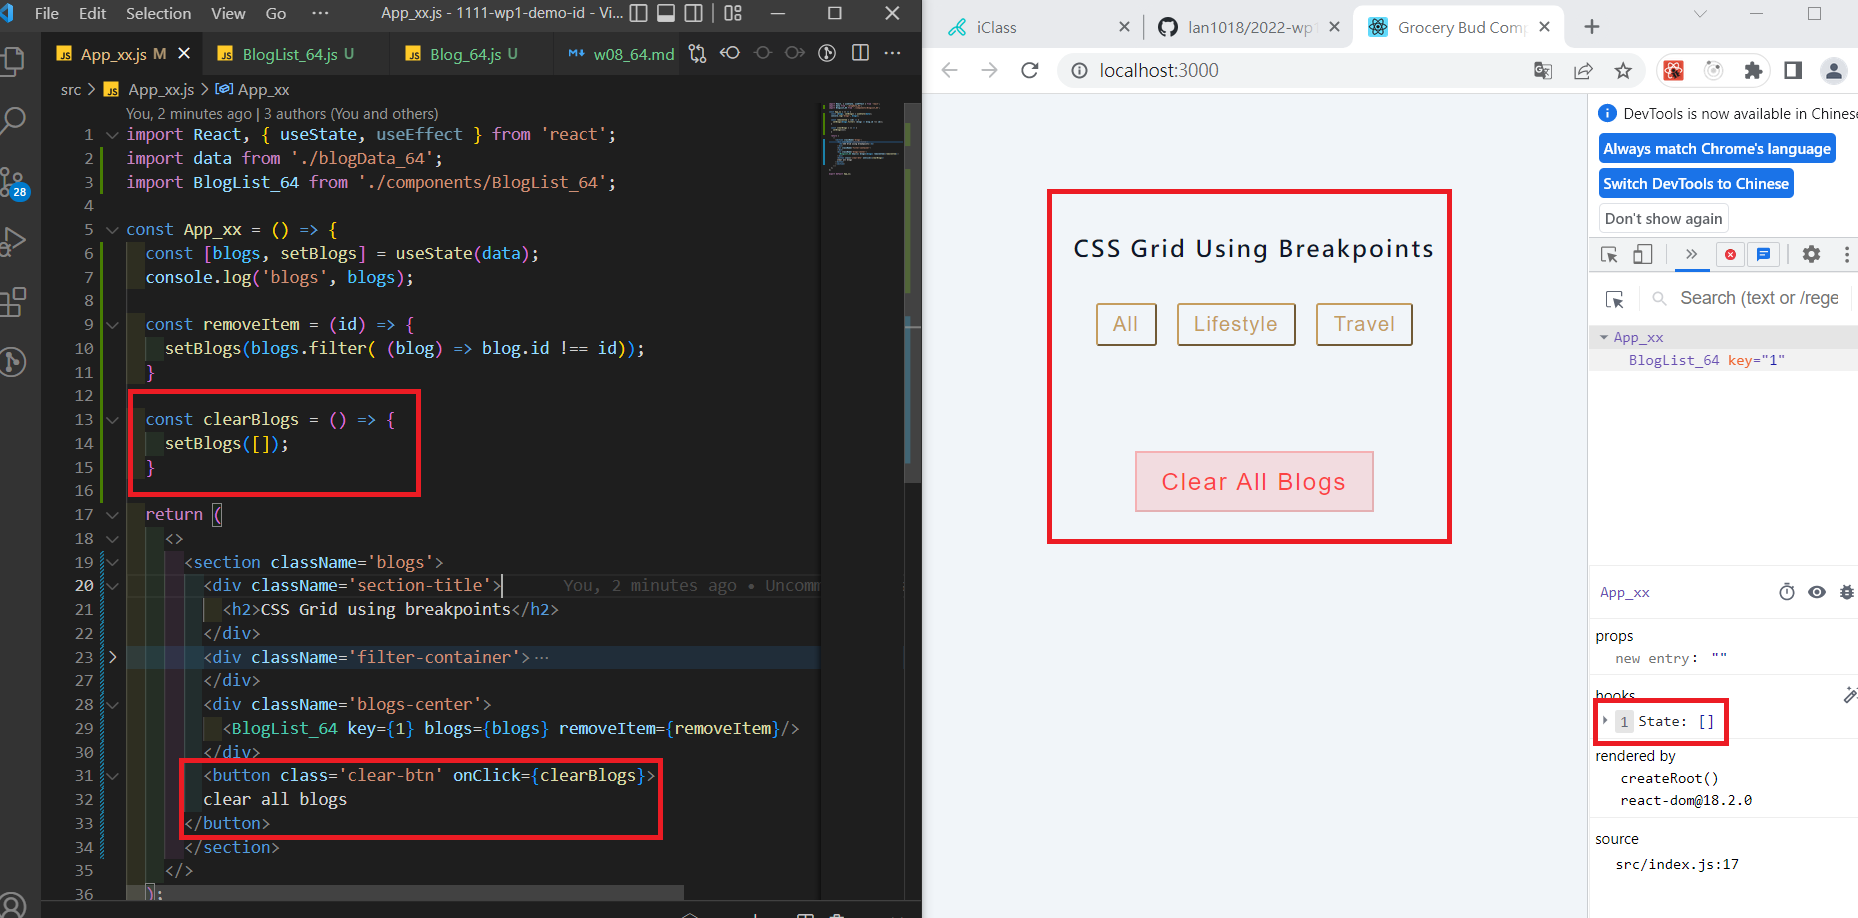 File Edit Selection View Go ··· App_xx.js - 1111-wp1-demo-id - Vi...
App_xx.js M BlogList_64.js U Blog_64.js U w08_64.md
src > App_xx.js > App_xx
You, 2 minutes ago | 3 authors (You and others)
1 import React, { useState, useEffect } from 'react';
2 import data from './blogData_64';
3 import BlogList_64 from './components/BlogList_64';
4
5 const App_xx = () => {
6 const [blogs, setBlogs] = useState(data);
7 console.log('blogs', blogs);
8
9 const removeItem = (id) => {
10 setBlogs(blogs.filter( (blog) => blog.id !== id));
11 }
12
13 const clearBlogs = () => {
14 setBlogs([]);
15 }
16
17 return (
18 <>
19 <section className='blogs'>
20 <div className='section-title'> You, 2 minutes ago • Uncomm
21 <h2>CSS Grid using breakpoints</h2>
22 </div>
23 <div className='filter-container'>···
27 </div>
28 <div className='blogs-center'>
29 <BlogList_64 key={1} blogs={blogs} removeItem={removeItem}/>
30 </div>
31 <button class='clear-btn' onClick={clearBlogs}>
32 clear all blogs
33 </button>
34 </section>
35 </>
36 );
28
iClass lan1018/2022-wp1 Grocery Bud Comp
localhost:3000
CSS Grid Using Breakpoints
All Lifestyle Travel
Clear All Blogs
DevTools is now available in Chinese
Always match Chrome's language
Switch DevTools to Chinese
Don't show again
Search (text or /rege
App_xx
BlogList_64 key="1"
App_xx
props
new entry: ""
hooks
1 State: []
rendered by
createRoot()
react-dom@18.2.0
source
src/index.js:17